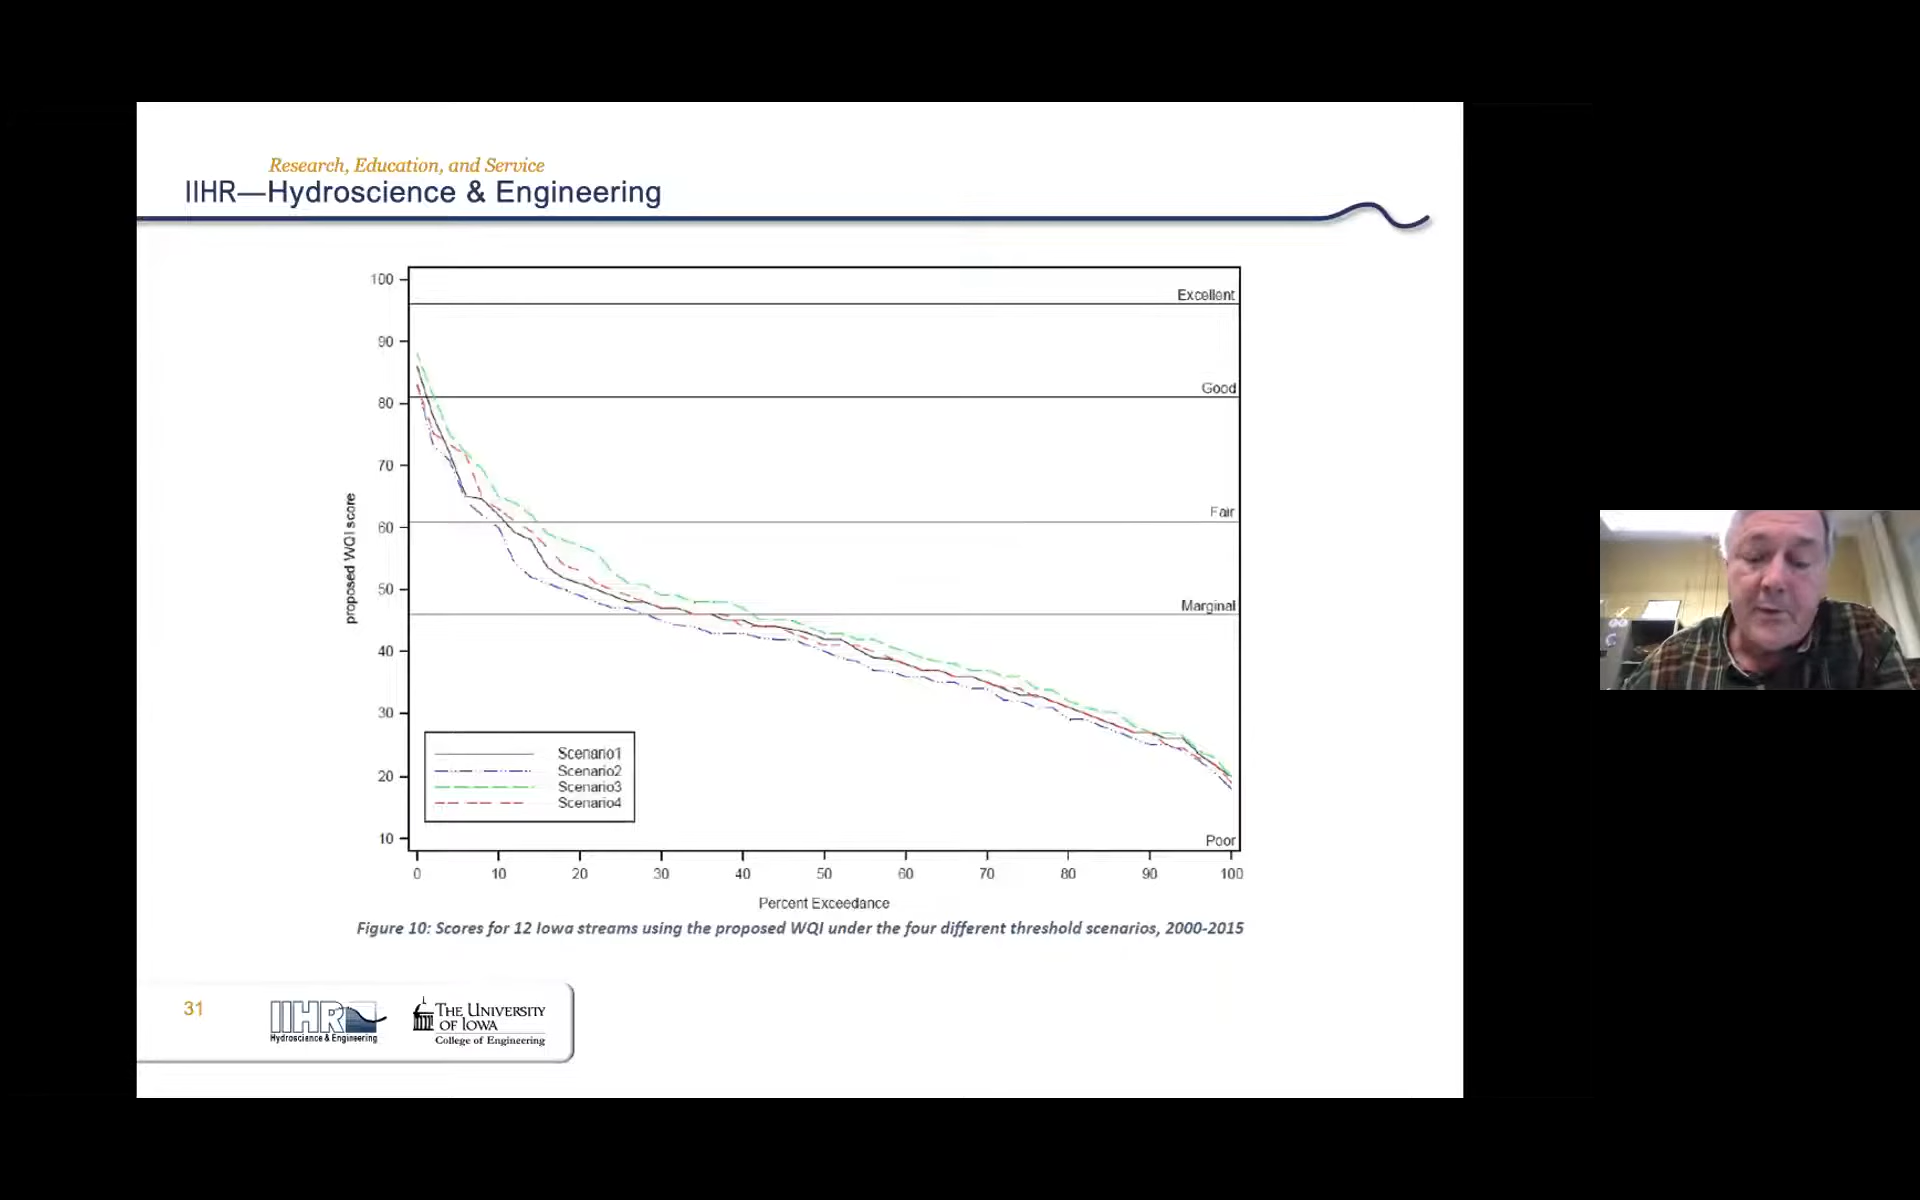 Research, Education, and Service
IIHR—Hydroscience & Engineering
100
90
80
70
60
50
40
30
20
10
proposed WQI score
Excellent
Good
Fair
Marginal
Poor
Scenario1
Scenario2
Scenario3
Scenario4
0 10 20 30 40 50 60 70 80 90 100
Percent Exceedance
Figure 10: Scores for 12 Iowa streams using the proposed WQI under the four different threshold scenarios, 2000-2015
31
IIHR
Hydroscience & Engineering
THE UNIVERSITY
OF IOWA
College of Engineering